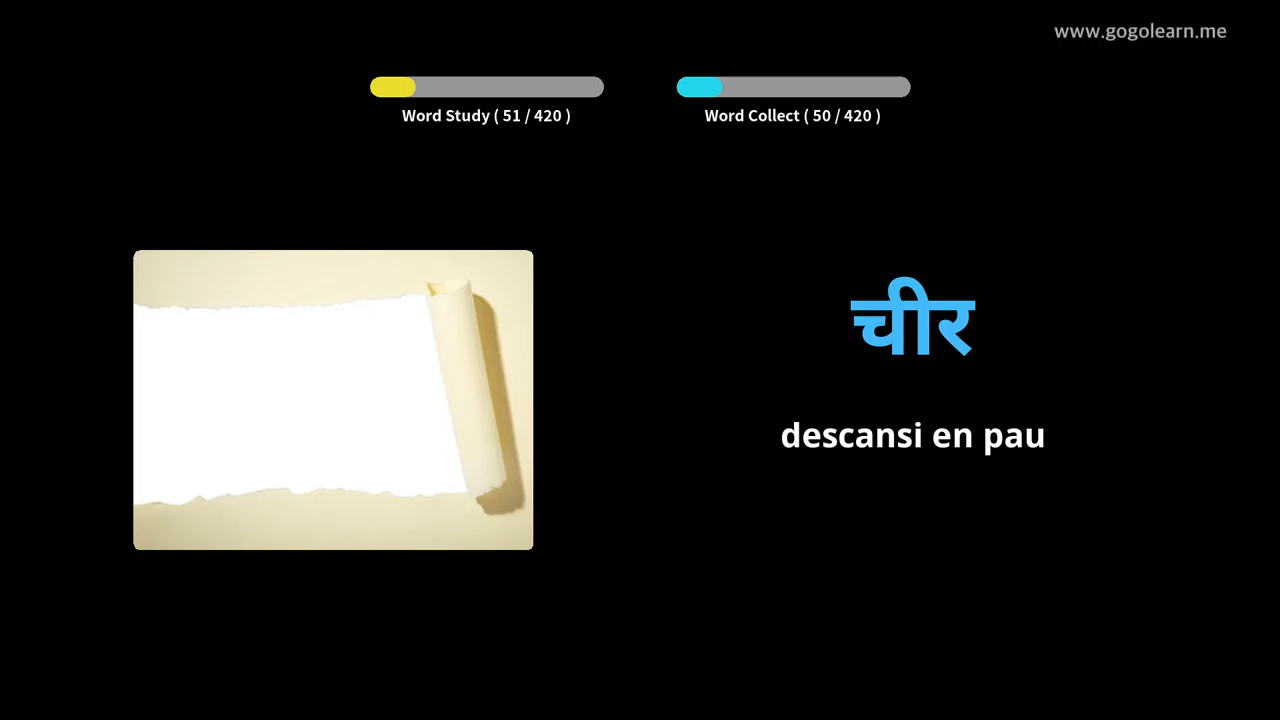 www.gogolearn.me
Word Study ( 51 / 420 )
Word Collect ( 50 / 420 )
चीर
descansi en pau